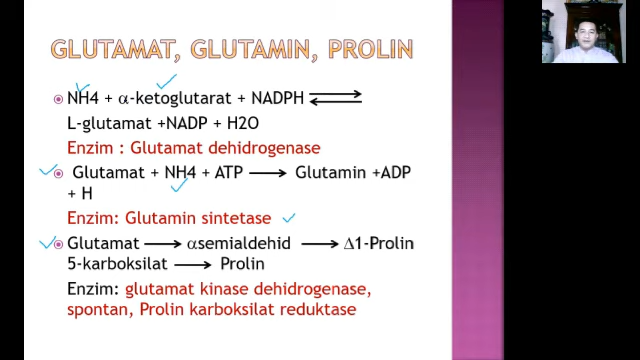 GLUTAMAT, GLUTAMIN, PROLIN
NH4 + α-ketoglutarat + NADPH
L-glutamat +NADP + H2O
Enzim : Glutamat dehidrogenase
Glutamat + NH4 + ATP ⟶ Glutamin +ADP
+ H
Enzim: Glutamin sintetase
Glutamat ⟶ αsemialdehid ⟶ Δ1-Prolin
5-karboksilat ⟶ Prolin
Enzim: glutamat kinase dehidrogenase,
spontan, Prolin karboksilat reduktase